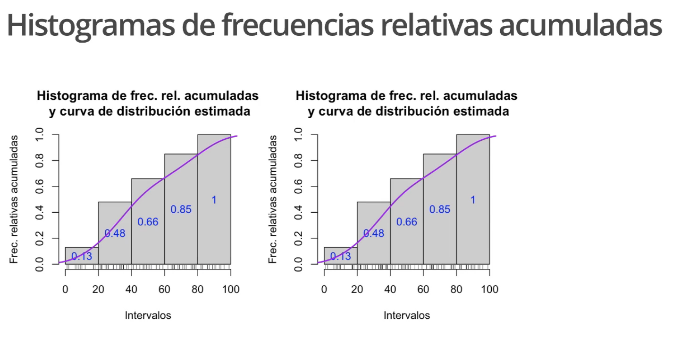 Histogramas de frecuencias relativas acumuladas
Histograma de frec. rel. acumuladas
y curva de distribución estimada
Frec. relativas acumuladas
0.0 0.2 0.4 0.6 0.8 1.0
0.13 0.48 0.66 0.85 1
0 20 40 60 80 100
Intervalos
Histograma de frec. rel. acumuladas
y curva de distribución estimada
Frec. relativas acumuladas
0.0 0.2 0.4 0.6 0.8 1.0
0.13 0.48 0.66 0.85 1
0 20 40 60 80 100
Intervalos